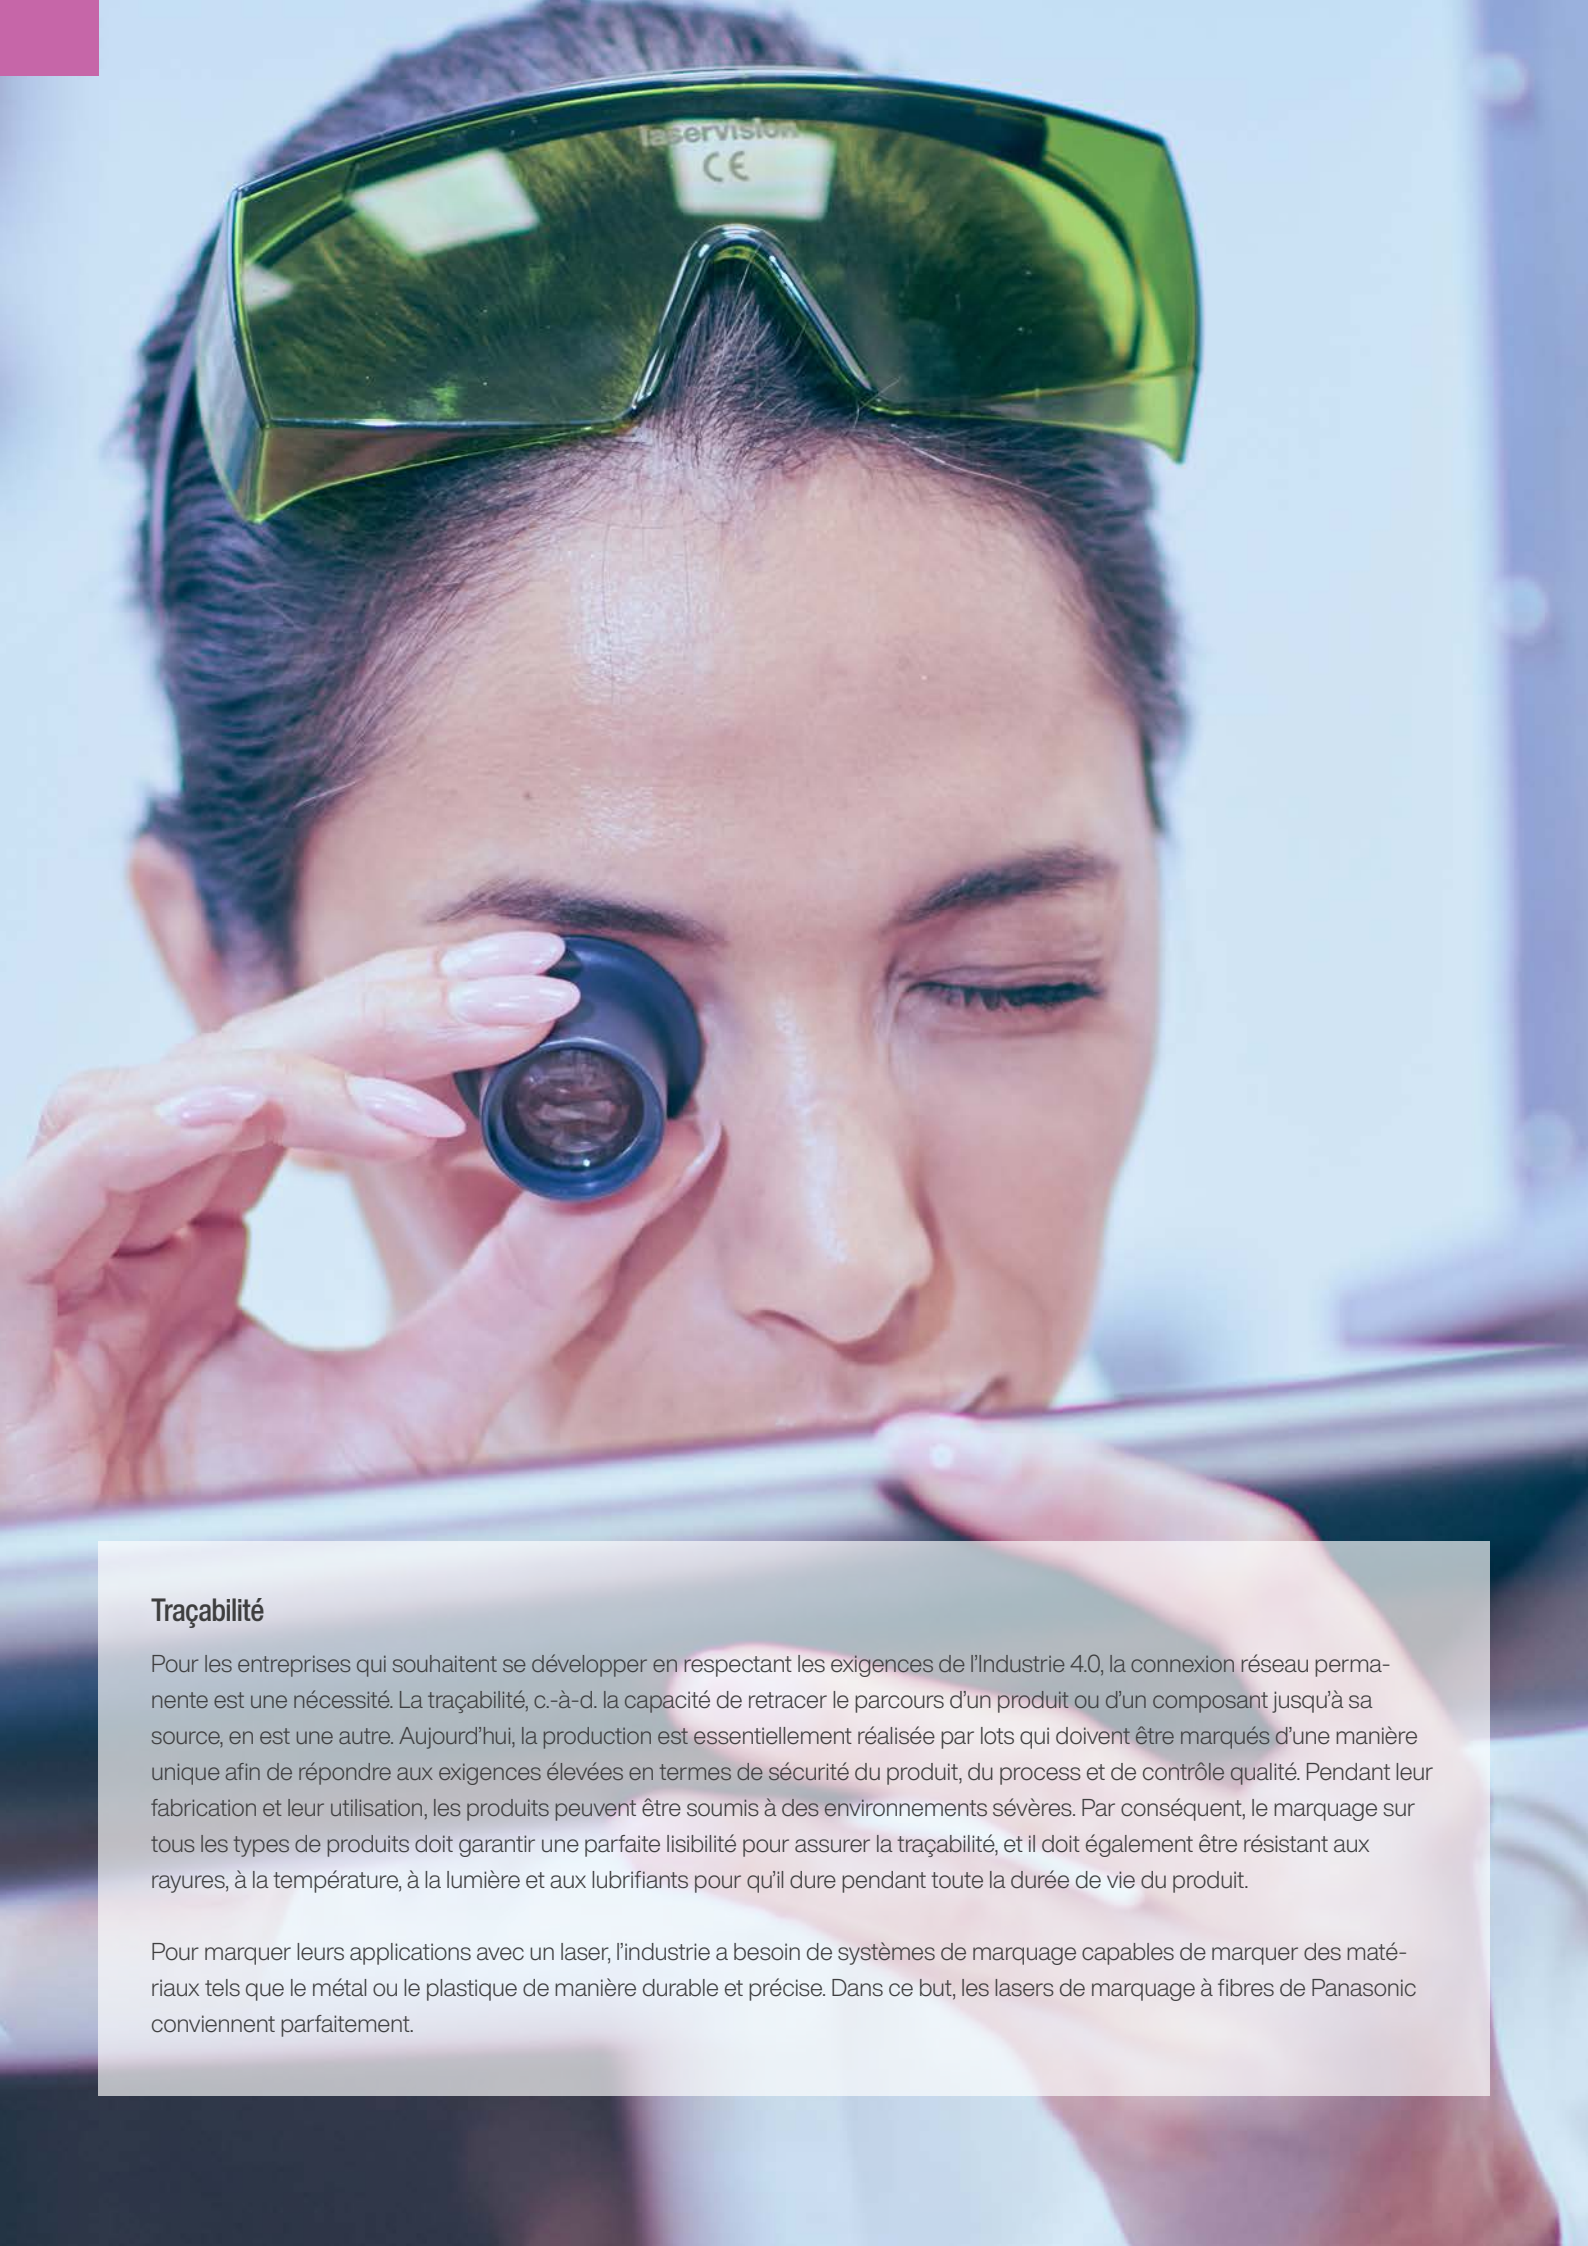 laservision
CE
Traçabilité
Pour les entreprises qui souhaitent se développer en respectant les exigences de l’Industrie 4.0, la connexion réseau perma-
nente est une nécessité. La traçabilité, c.-à-d. la capacité de retracer le parcours d’un produit ou d’un composant jusqu’à sa
source, en est une autre. Aujourd’hui, la production est essentiellement réalisée par lots qui doivent être marqués d’une manière
unique afin de répondre aux exigences élevées en termes de sécurité du produit, du process et de contrôle qualité. Pendant leur
fabrication et leur utilisation, les produits peuvent être soumis à des environnements sévères. Par conséquent, le marquage sur
tous les types de produits doit garantir une parfaite lisibilité pour assurer la traçabilité, et il doit également être résistant aux
rayures, à la température, à la lumière et aux lubrifiants pour qu’il dure pendant toute la durée de vie du produit.
Pour marquer leurs applications avec un laser, l’industrie a besoin de systèmes de marquage capables de marquer des maté-
riaux tels que le métal ou le plastique de manière durable et précise. Dans ce but, les lasers de marquage à fibres de Panasonic
conviennent parfaitement.